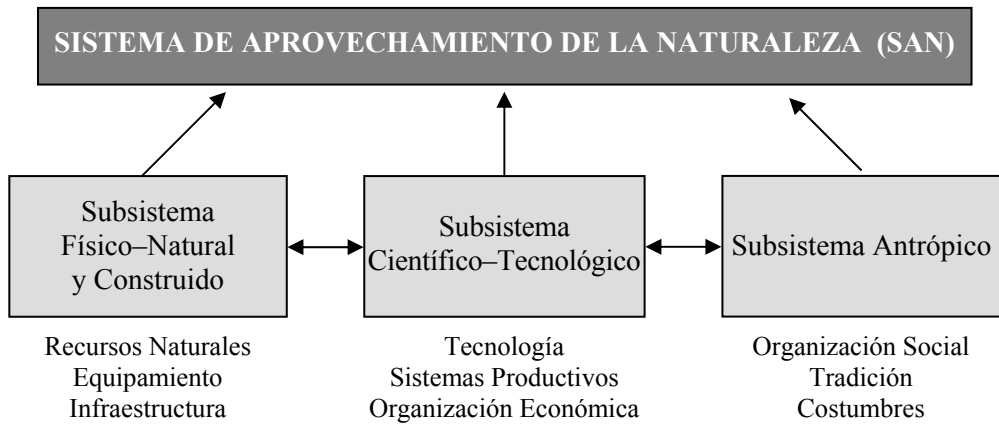 SISTEMA DE APROVECHAMIENTO DE LA NATURALEZA (SAN)
Subsistema
Físico–Natural
y Construido
Subsistema
Científico–Tecnológico
Subsistema Antrópico
Recursos Naturales
Equipamiento
Infraestructura
Tecnología
Sistemas Productivos
Organización Económica
Organización Social
Tradición
Costumbres